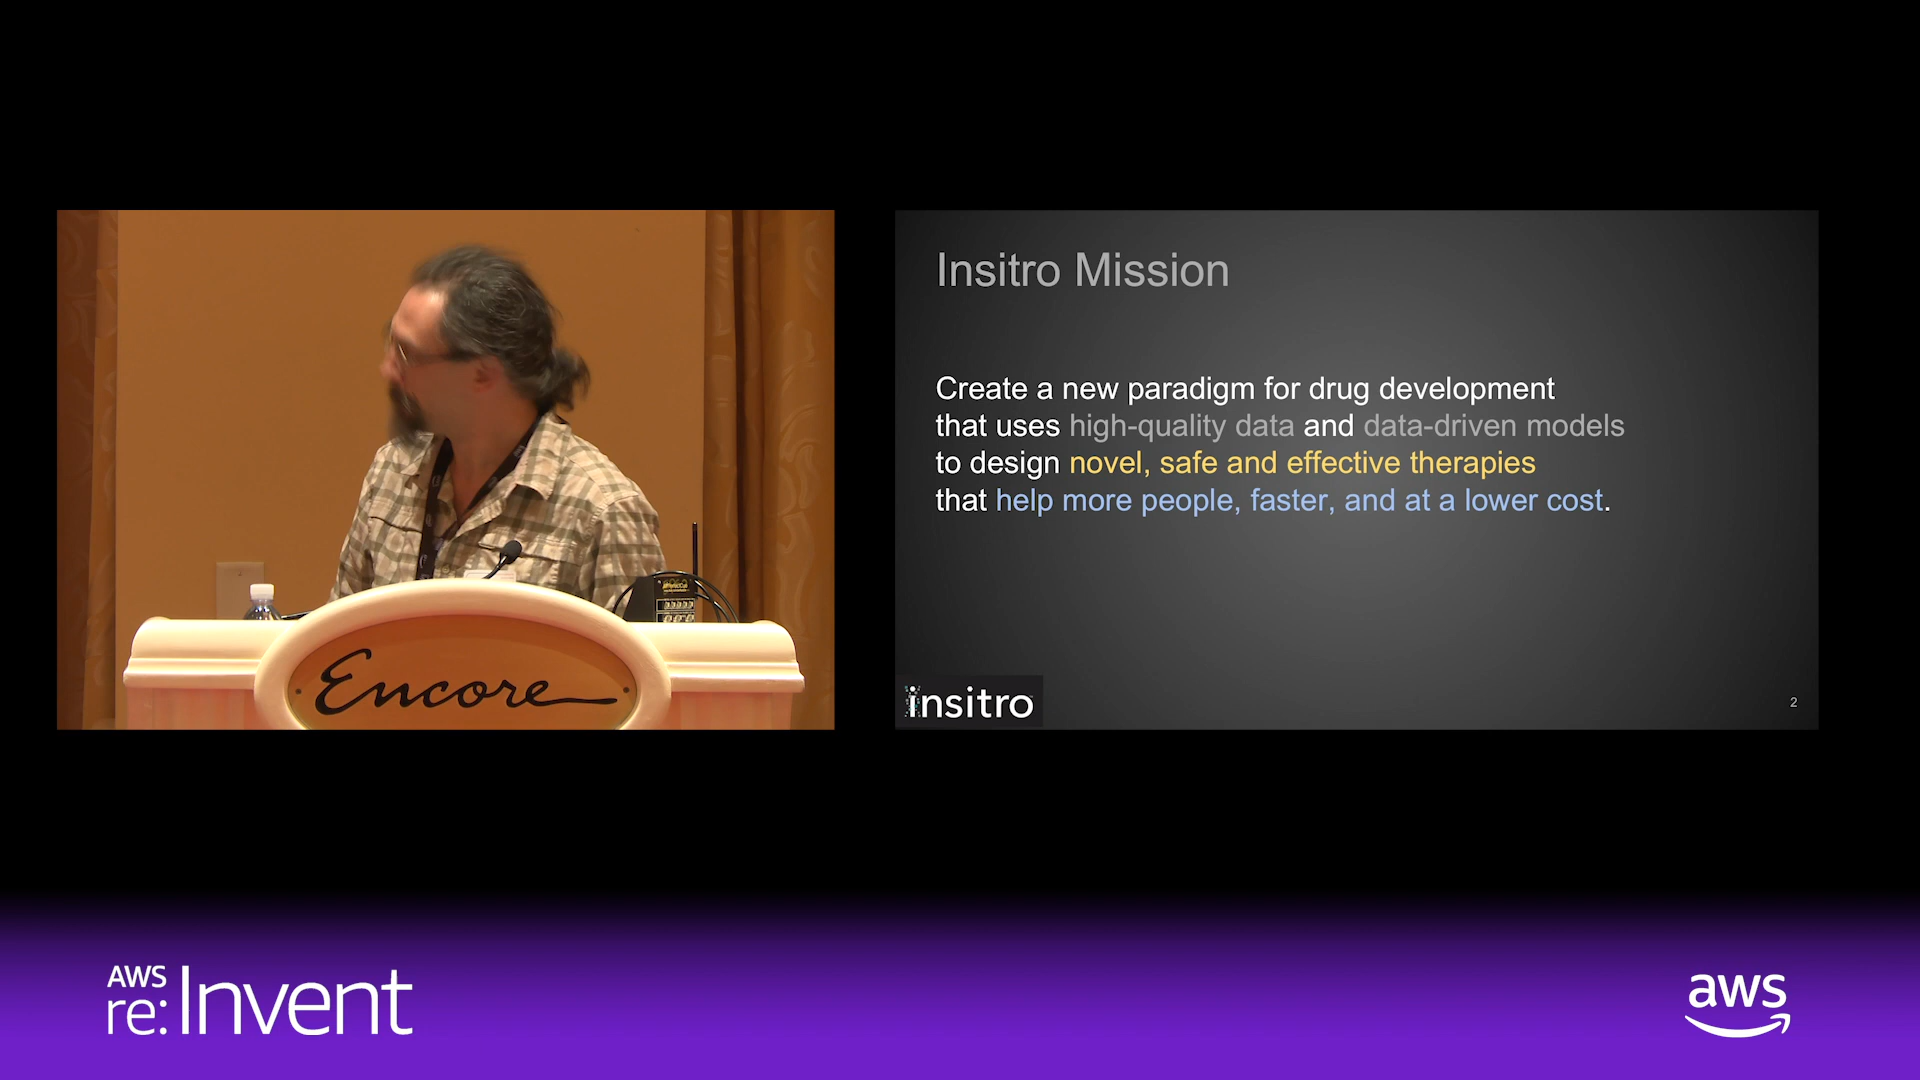 Insitro Mission
Create a new paradigm for drug development
that uses high-quality data and data-driven models
to design novel, safe and effective therapies
that help more people, faster, and at a lower cost.
insitro
2
Encore
AWS
re:Invent
aws